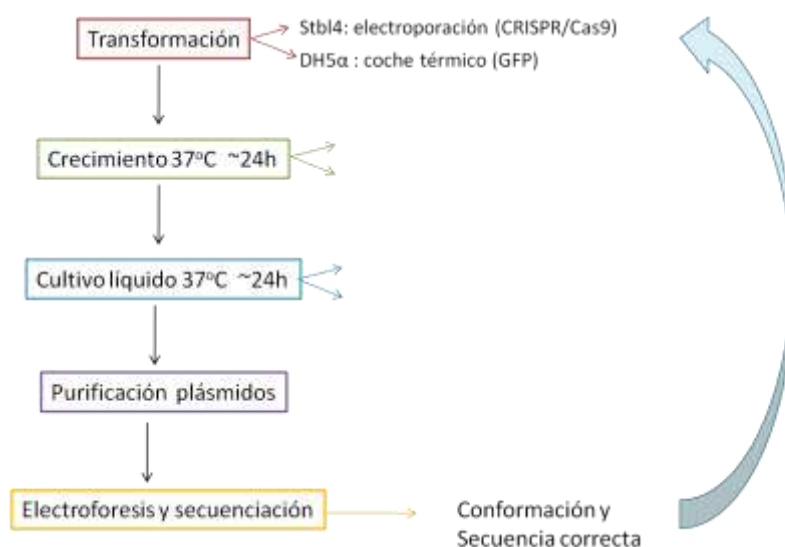 Transformación
Stbl4: electroporación (CRISPR/Cas9)
DH5α : coche térmico (GFP)
Crecimiento 37ºC ~24h
Cultivo líquido 37ºC ~24h
Purificación plásmidos
Electroforesis y secuenciación
Conformación y
Secuencia correcta